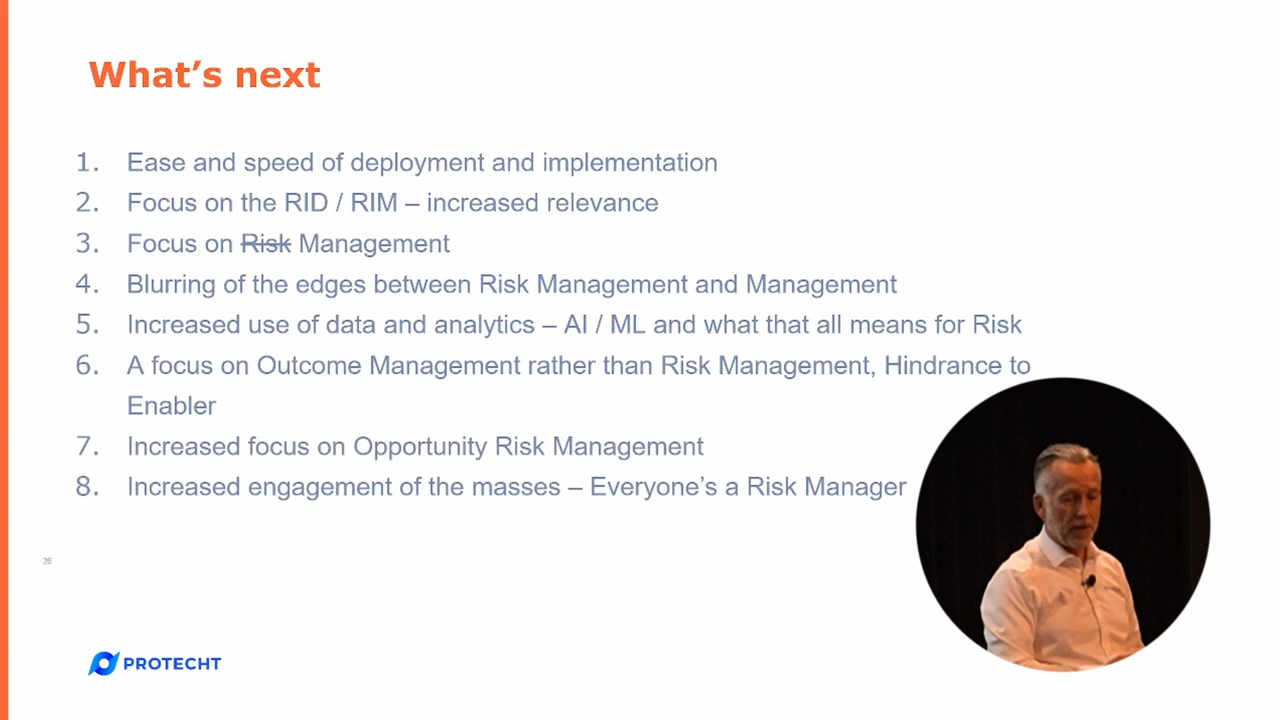 What's next
1. Ease and speed of deployment and implementation
2. Focus on the RID / RIM – increased relevance
3. Focus on Risk Management
4. Blurring of the edges between Risk Management and Management
5. Increased use of data and analytics – AI / ML and what that all means for Risk
6. A focus on Outcome Management rather than Risk Management, Hindrance to
Enabler
7. Increased focus on Opportunity Risk Management
8. Increased engagement of the masses – Everyone's a Risk Manager
26
PROTECHT